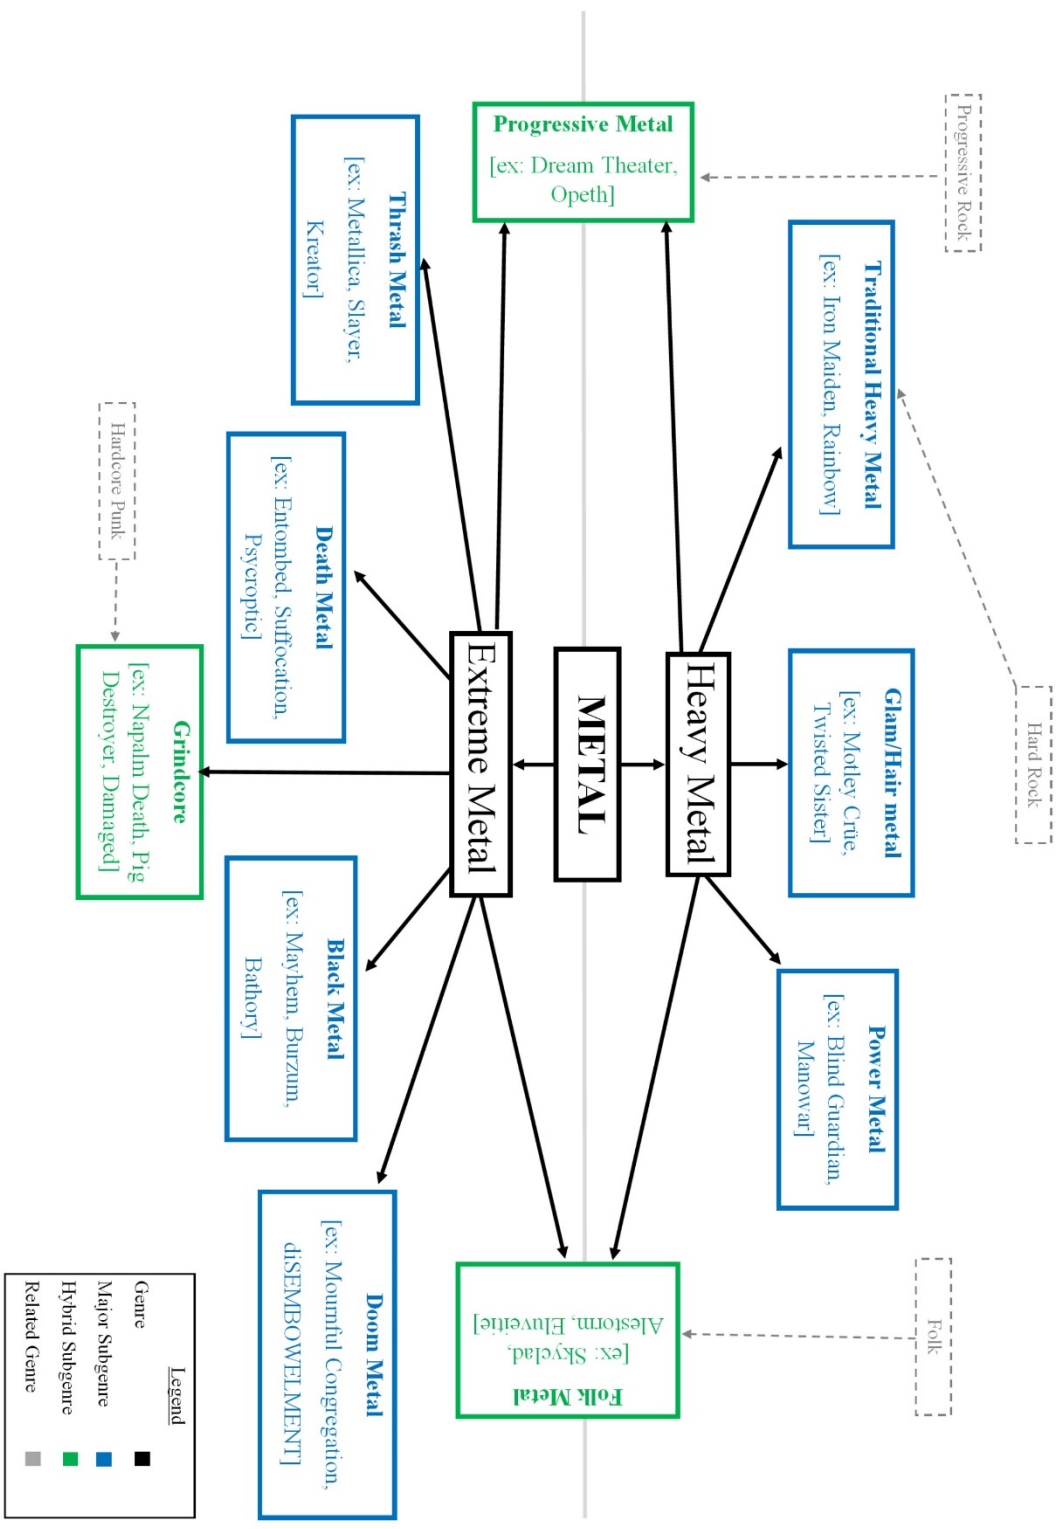 Progressive Rock
Hard Rock
Folk
Traditional Heavy Metal
[ex: Iron Maiden, Rainbow]
Glam/Hair metal
[ex: Motley Crüe,
Twisted Sister]
Power Metal
[ex: Blind Guardian,
Manowar]
Heavy Metal
Progressive Metal
[ex: Dream Theater,
Opeth]
METAL
Folk Metal
[ex: Skyclad,
Alestorm, Eluveitie]
Extreme Metal
Thrash Metal
[ex: Metallica, Slayer,
Kreator]
Death Metal
[ex: Entombed, Suffocation,
Psycroptic]
Black Metal
[ex: Mayhem, Burzum,
Bathory]
Doom Metal
[ex: Mournful Congregation,
diSEMBOWELMENT]
Hardcore Punk
Grindcore
[ex: Napalm Death, Pig
Destroyer, Damaged]
Legend
Genre
Major Subgenre
Hybrid Subgenre
Related Genre